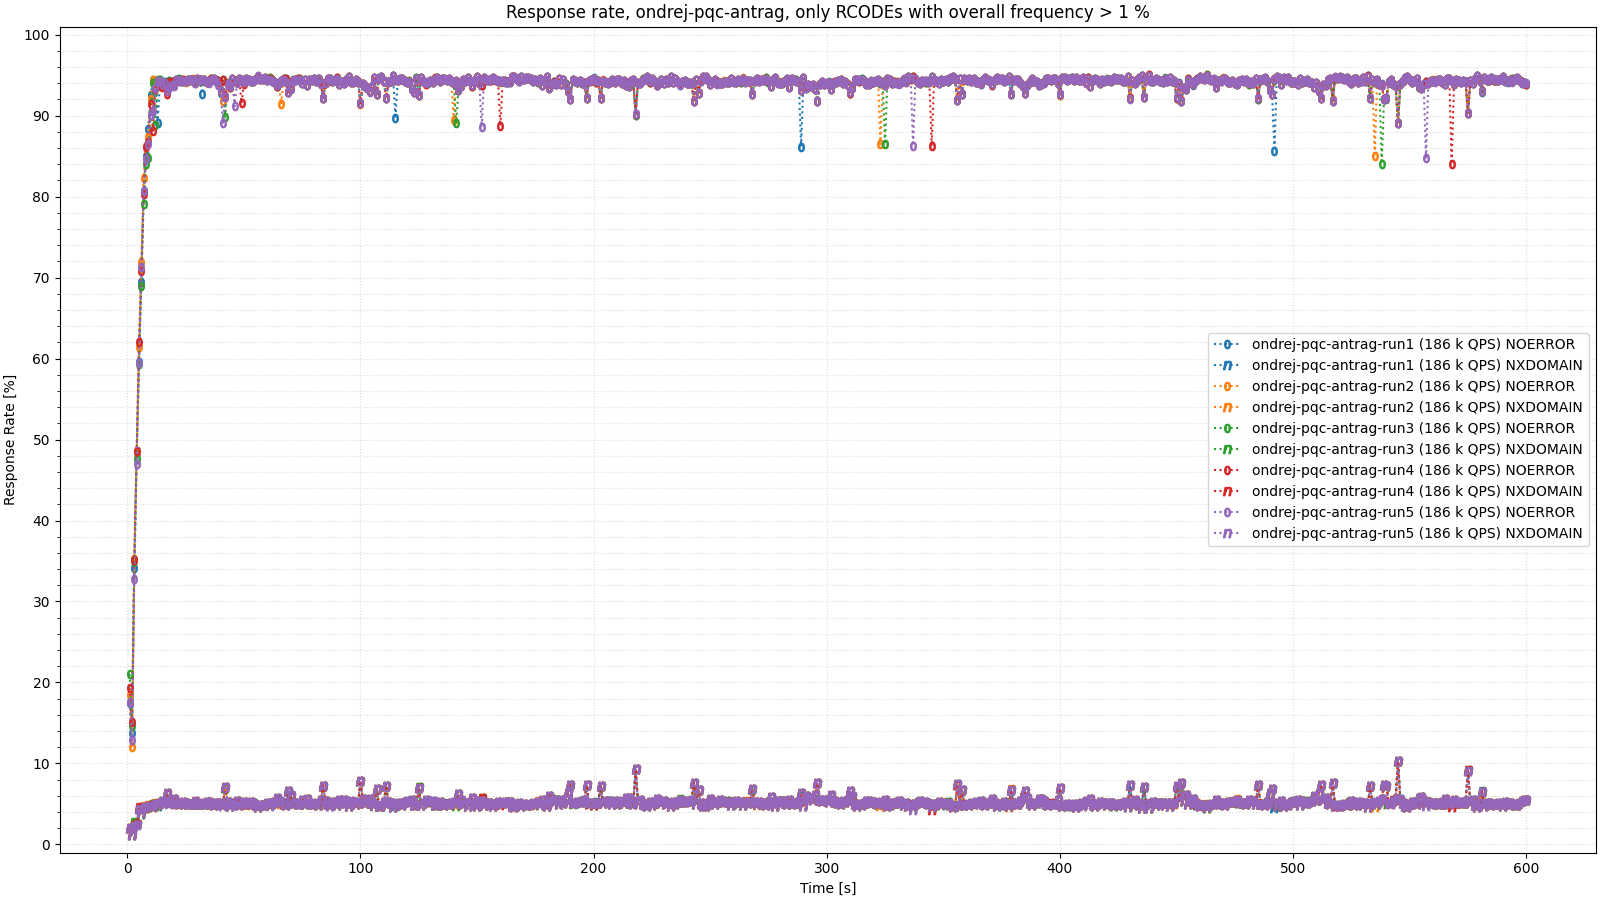 Response rate, ondrej-pqc-antrag, only RCODEs with overall frequency > 1 %
Response Rate [%]
100
90
80
70
60
50
40
30
20
10
0
0 100 200 300 400 500 600
Time [s]
ondrej-pqc-antrag-run1 (186 k QPS) NOERROR
ondrej-pqc-antrag-run1 (186 k QPS) NXDOMAIN
ondrej-pqc-antrag-run2 (186 k QPS) NOERROR
ondrej-pqc-antrag-run2 (186 k QPS) NXDOMAIN
ondrej-pqc-antrag-run3 (186 k QPS) NOERROR
ondrej-pqc-antrag-run3 (186 k QPS) NXDOMAIN
ondrej-pqc-antrag-run4 (186 k QPS) NOERROR
ondrej-pqc-antrag-run4 (186 k QPS) NXDOMAIN
ondrej-pqc-antrag-run5 (186 k QPS) NOERROR
ondrej-pqc-antrag-run5 (186 k QPS) NXDOMAIN